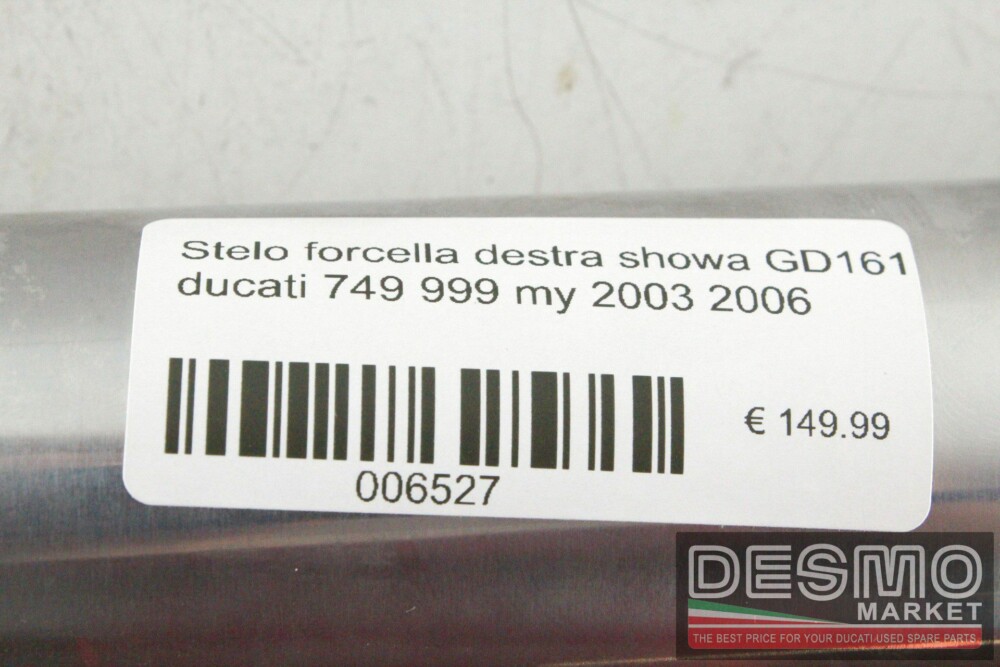 Stelo forcella destra showa GD161
ducati 749 999 my 2003 2006
€ 149.99
006527
DESMO
MARKET
THE BEST PRICE FOR YOUR DUCATI-USED SPARE PARTS